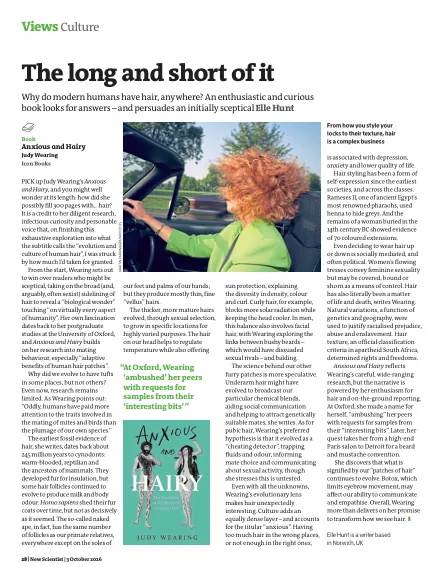 Views Culture
The long and short of it
Why do modern humans have hair, anywhere? An enthusiastic and curious
book looks for answers – and persuades an initially sceptical Elle Hunt
Book
Anxious and Hairy
Judy Wearing
Icon Books
PICK up Judy Wearing's Anxious
and Hairy, and you might well
wonder at its length: how did she
possibly fill 300 pages with… hair?
It is a credit to her diligent research,
infectious curiosity and personable
voice that, on finishing this
exhaustive exploration into what
the subtitle calls the "evolution and
culture of human hair", I was struck
by how much I'd taken for granted.
From the start, Wearing sets out
to win over readers who might be
sceptical, taking on the broad (and,
arguably, often sexist) sidelining of
hair to reveal a "biological wonder"
touching "on virtually every aspect
of humanity". Her own fascination
dates back to her postgraduate
studies at the University of Oxford,
and Anxious and Hairy builds
on her research into mating
behaviour, especially "adaptive
benefits of human hair patches".
Why did we evolve to have tufts
in some places, but not others?
Even now, research remains
limited. As Wearing points out:
"Oddly, humans have paid more
attention to the traits involved in
the mating of mites and birds than
the plumage of our own species".
The earliest fossil evidence of
hair, she writes, dates back about
245 million years to cynodonts:
warm-blooded, reptilian and
the ancestors of mammals. They
developed fur for insulation, but
some hair follicles continued to
evolve to produce milk and body
odour. Homo sapiens shed their fur
coats over time, but not as decisively
as it seemed. The so-called naked
ape, in fact, has the same number
of follicles as our primate relatives,
everywhere except on the soles of
our feet and palms of our hands;
but they produce mostly thin, fine
"vellus" hairs.
The thicker, more mature hairs
evolved, through sexual selection,
to grow in specific locations for
highly varied purposes. The hair
on our head helps to regulate
temperature while also offering
"At Oxford, Wearing
'ambushed' her peers
with requests for
samples from their
'interesting bits'"
ANXIOUS
AND
HAIRY
JUDY WEARING
sun protection, explaining
the diversity in density, colour
and curl. Curly hair, for example,
blocks more solar radiation while
keeping the head cooler. In men,
this balance also involves facial
hair, with Wearing exploring the
links between bushy beards –
which would have dissuaded
sexual rivals – and balding.
The science behind our other
furry patches is more speculative.
Underarm hair might have
evolved to broadcast our
particular chemical blends,
aiding social communication
and helping to attract genetically
suitable mates, she writes. As for
pubic hair, Wearing's preferred
hypothesis is that it evolved as a
"cheating detector", trapping
fluids and odour, informing
mate choice and communicating
about sexual activity, though
she stresses this is untested.
Even with all the unknowns,
Wearing's evolutionary lens
makes hair unexpectedly
interesting. Culture adds an
equally dense layer – and accounts
for the titular "anxious". Having
too much hair in the wrong places,
or not enough in the right ones,
From how you style your
locks to their texture, hair
is a complex business
is associated with depression,
anxiety and lower quality of life.
Hair styling has been a form of
self-expression since the earliest
societies, and across the classes.
Rameses II, one of ancient Egypt's
most renowned pharaohs, used
henna to hide greys. And the
remains of a woman buried in the
14th century BC showed evidence
of 70 coloured extensions.
Even deciding to wear hair up
or down is socially mediated, and
often political. Women's flowing
tresses convey feminine sexuality
but may be covered, bound or
shorn as a means of control. Hair
has also literally been a matter
of life and death, writes Wearing.
Natural variations, a function of
genetics and geography, were
used to justify racialised prejudice,
abuse and enslavement. Hair
texture, an official classification
criteria in apartheid South Africa,
determined rights and freedoms.
Anxious and Hairy reflects
Wearing's careful, wide-ranging
research, but the narrative is
powered by her enthusiasm for
hair and on-the-ground reporting.
At Oxford, she made a name for
herself, "ambushing" her peers
with requests for samples from
their "interesting bits". Later, her
quest takes her from a high-end
Paris salon to Detroit for a beard
and mustache convention.
She discovers that what is
signified by our "patches of hair"
continues to evolve. Botox, which
limits eyebrow movement, may
affect our ability to communicate
and empathise. Overall, Wearing
more than delivers on her promise
to transform how we see hair.
Elle Hunt is a writer based
in Norwich, UK
28 | New Scientist | 3 October 2026